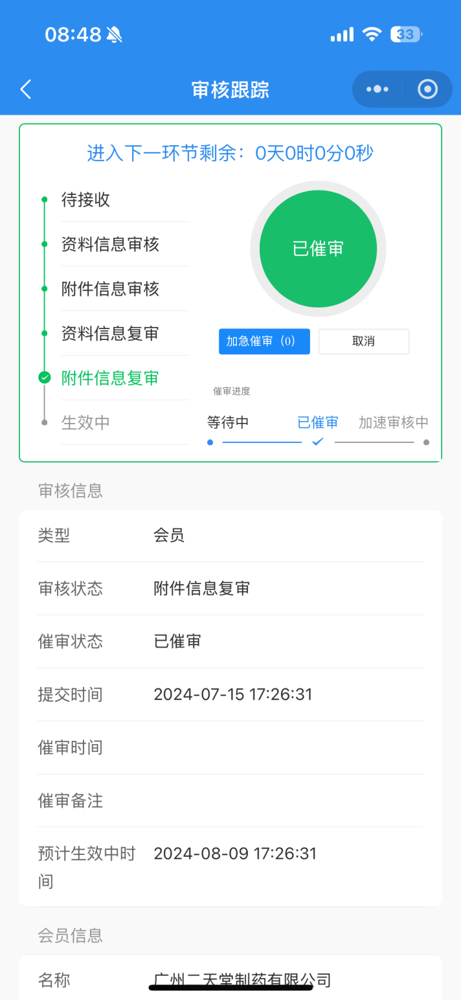 08:48
33
审核跟踪
进入下一环节剩余：0天0时0分0秒
待接收
资料信息审核
附件信息审核
资料信息复审
附件信息复审
生效中
已催审
加急催审（0）
取消
催审进度
等待中
已催审
加速审核中
审核信息
类型 会员
审核状态 附件信息复审
催审状态 已催审
提交时间 2024-07-15 17:26:31
催审时间
催审备注
预计生效中时 2024-08-09 17:26:31
间
会员信息
名称 广州二天堂制药有限公司